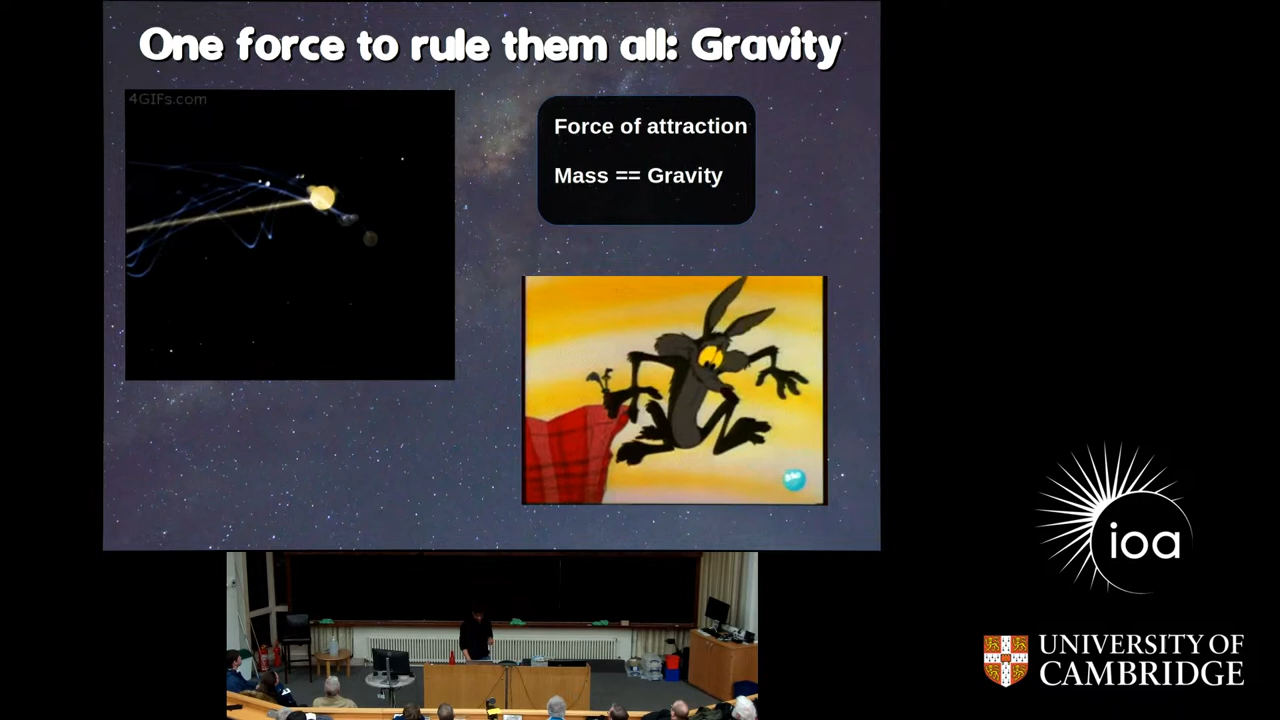 One force to rule them all: Gravity
4GIFs.com
Force of attraction
Mass == Gravity
ioa
UNIVERSITY OF
CAMBRIDGE